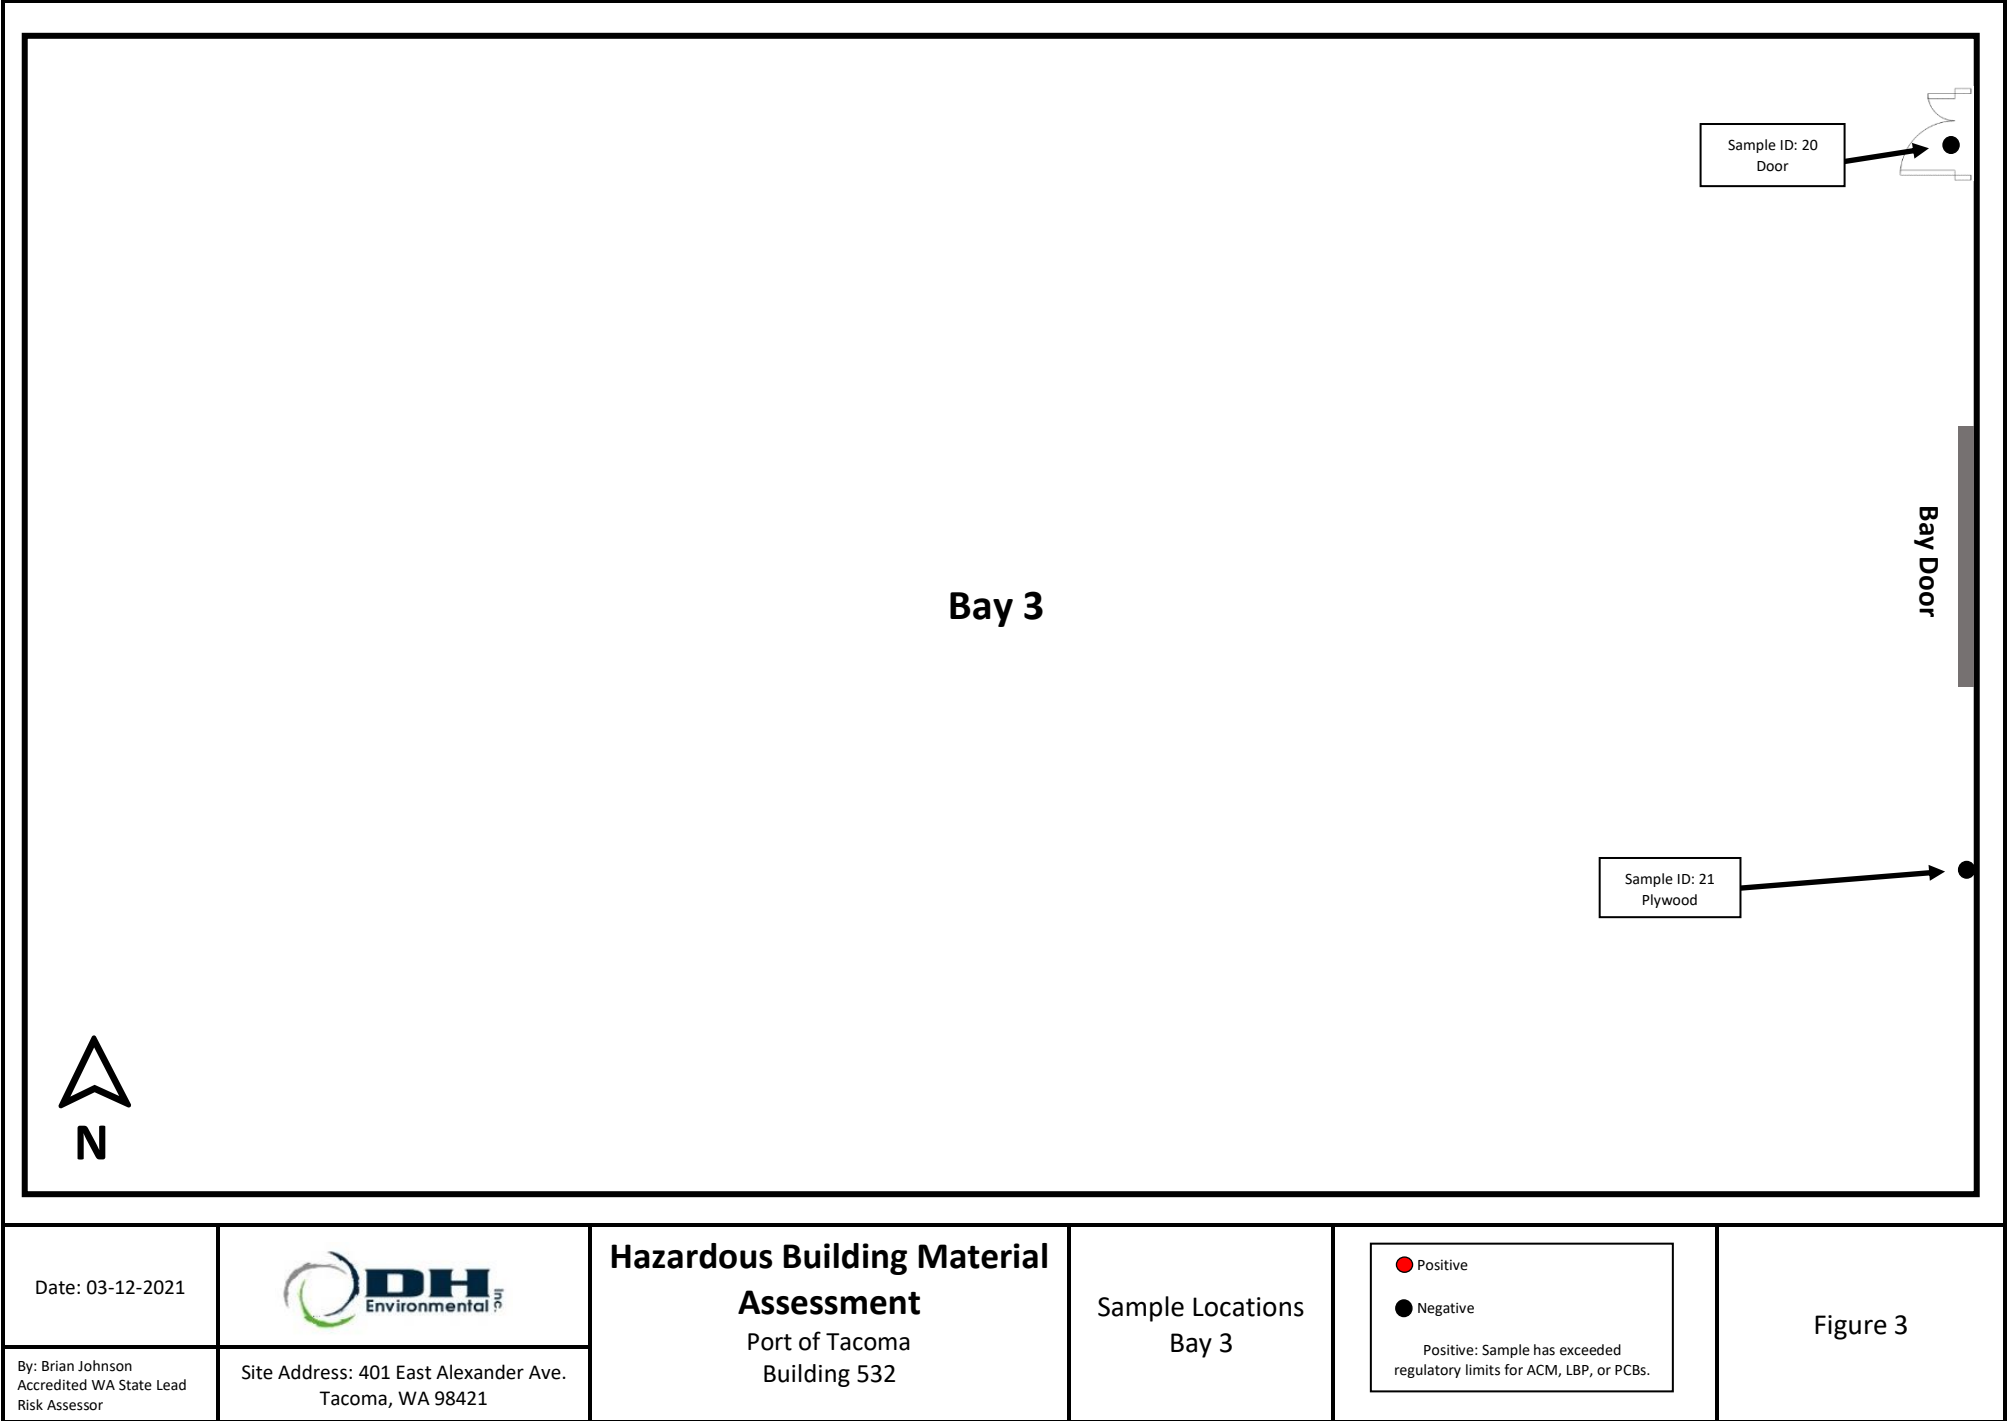 Sample ID: 20
Door
Bay Door
Bay 3
Sample ID: 21
Plywood
N
Date: 03-12-2021
By: Brian Johnson
Accredited WA State Lead
Risk Assessor
DH
Environmental Inc.
Site Address: 401 East Alexander Ave.
Tacoma, WA 98421
Hazardous Building Material
Assessment
Port of Tacoma
Building 532
Sample Locations
Bay 3
Positive
Negative
Positive: Sample has exceeded
regulatory limits for ACM, LBP, or PCBs.
Figure 3